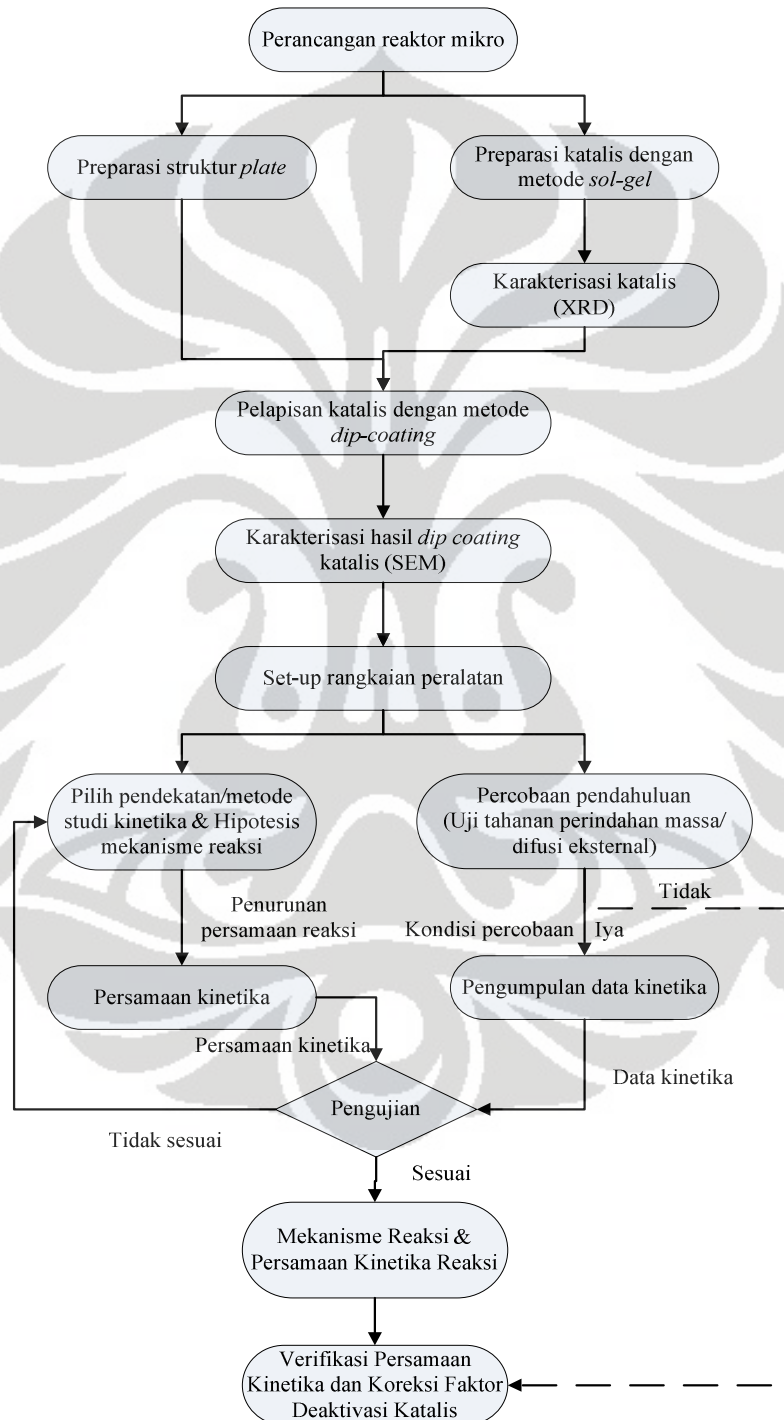 Perancangan reaktor mikro
Preparasi struktur plate
Preparasi katalis dengan
metode sol-gel
Karakterisasi katalis
(XRD)
Pelapisan katalis dengan metode
dip-coating
Karakterisasi hasil dip coating
katalis (SEM)
Set-up rangkaian peralatan
Pilih pendekatan/metode
studi kinetika & Hipotesis
mekanisme reaksi
Percobaan pendahuluan
(Uji tahanan perindahan massa/
difusi eksternal)
Tidak
Penurunan
persamaan reaksi
Kondisi percobaan
Iya
Persamaan kinetika
Pengumpulan data kinetika
Persamaan kinetika
Data kinetika
Pengujian
Tidak sesuai
Sesuai
Mekanisme Reaksi &
Persamaan Kinetika Reaksi
Verifikasi Persamaan
Kinetika dan Koreksi Faktor
Deaktivasi Katalis